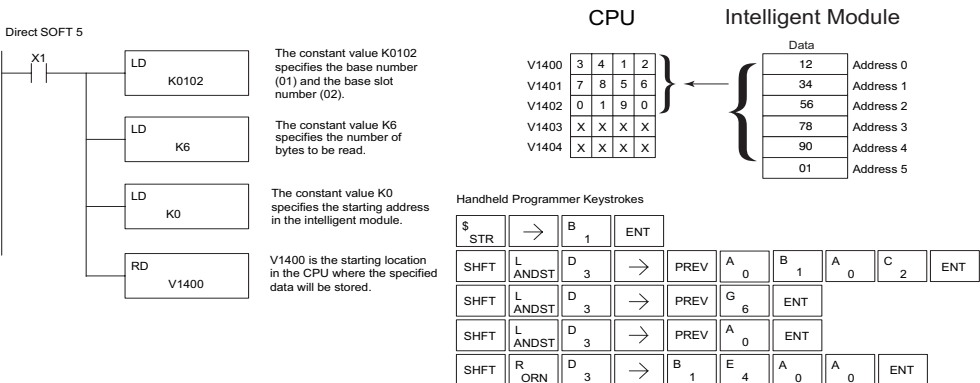 Direct SOFT 5
X1
LD
K0102
The constant value K0102
specifies the base number
(01) and the base slot
number (02).
LD
K6
The constant value K6
specifies the number of
bytes to be read.
LD
K0
The constant value K0
specifies the starting address
in the intelligent module.
RD
V1400
V1400 is the starting location
in the CPU where the specified
data will be stored.
CPU
Intelligent Module
Data
V1400 3 4 1 2
V1401 7 8 5 6
V1402 0 1 9 0
V1403 X X X X
V1404 X X X X
12 Address 0
34 Address 1
56 Address 2
78 Address 3
90 Address 4
01 Address 5
Handheld Programmer Keystrokes
$ STR → B 1 ENT
SHFT L ANDST D 3 → PREV A 0 B 1 A 0 C 2 ENT
SHFT L ANDST D 3 → PREV G 6 ENT
SHFT L ANDST D 3 → PREV A 0 ENT
SHFT R ORN D 3 → B 1 E 4 A 0 A 0 ENT